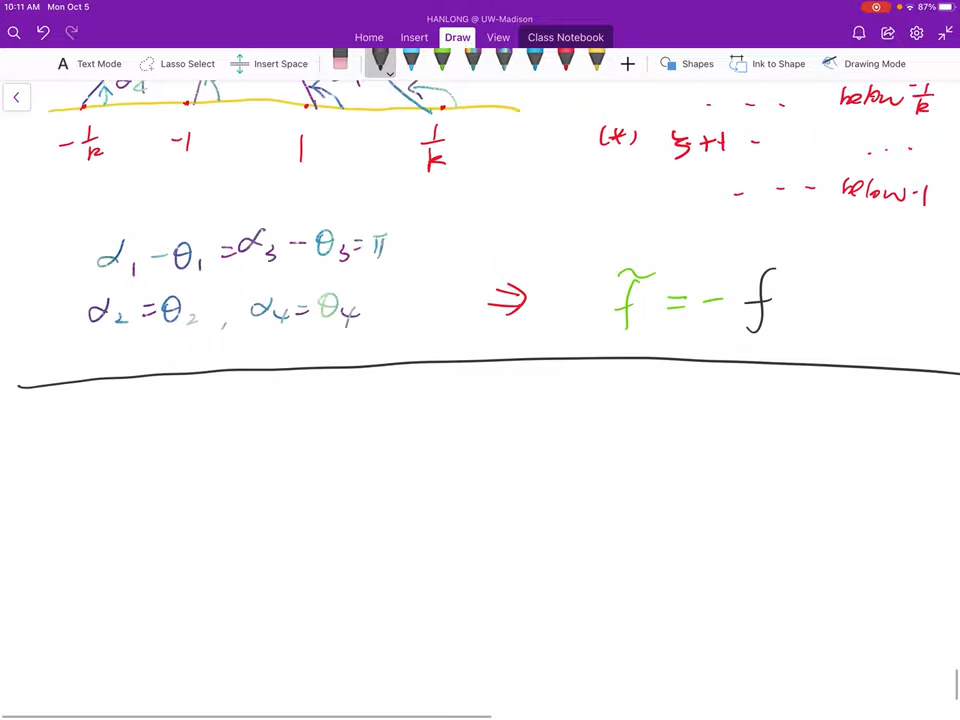 10:11 AM Mon Oct 5
87%
HANLONG @ UW-Madison
Home Insert Draw View Class Notebook
A Text Mode Lasso Select Insert Space Shapes Ink to Shape Drawing Mode
θ4
... below -1/k
-1/k -1 1 1/k
(*) ξ+1 - ...
- - - below -1
α1 - θ1 = α3 - θ3 = π
α2 = θ2 , α4 = θ4
⇒ f̃ = - f